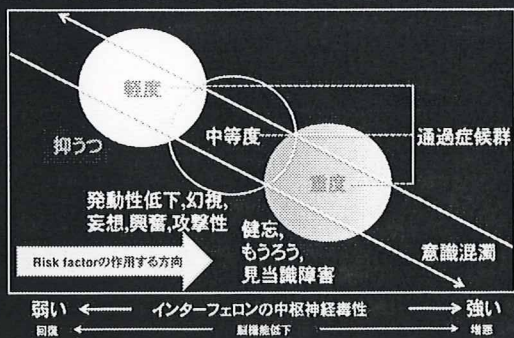 軽度
抑うつ
中等度
通過症候群
重度
発動性低下,幻視,
妄想,興奮,攻撃性
健忘,
もうろう,
見当識障害
意識混濁
Risk factorの作用する方向
弱い インターフェロンの中枢神経毒性 強い
回復 脳機能低下 増悪